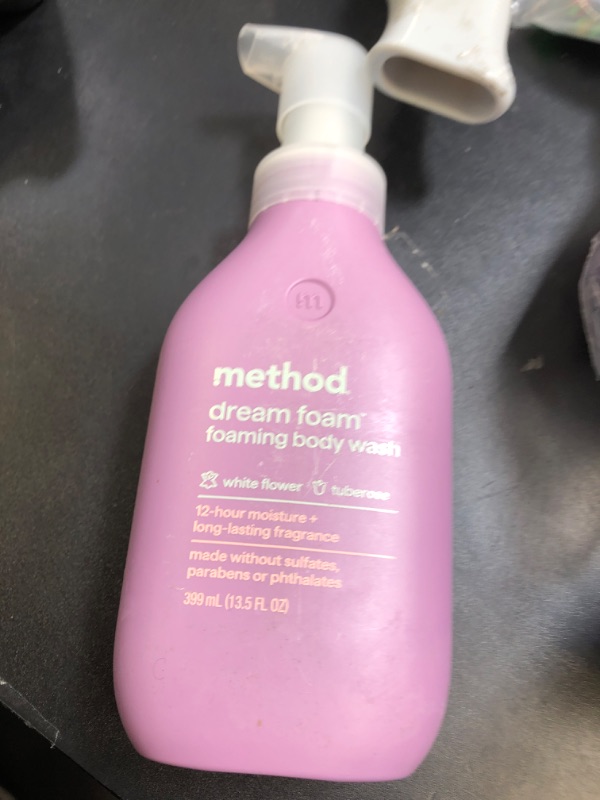 m
method
dream foam™
foaming body wash
white flower tuberose
12-hour moisture +
long-lasting fragrance
made without sulfates,
parabens or phthalates
399 mL (13.5 FL OZ)